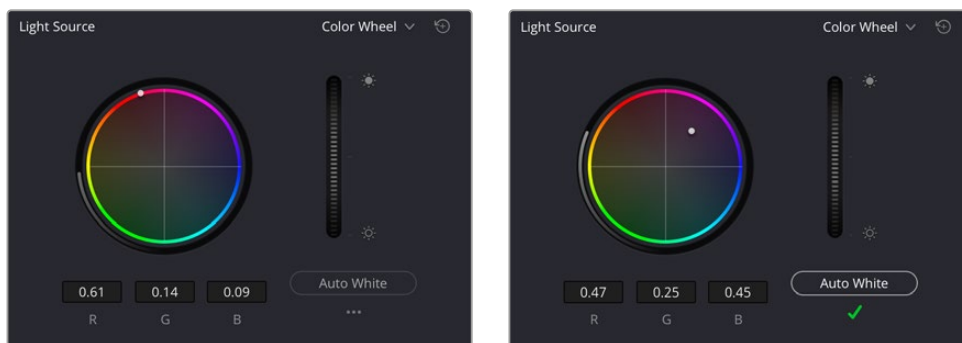 Light Source Color Wheel
0.61 0.14 0.09 Auto White
R G B
Light Source Color Wheel
0.47 0.25 0.45 Auto White
R G B